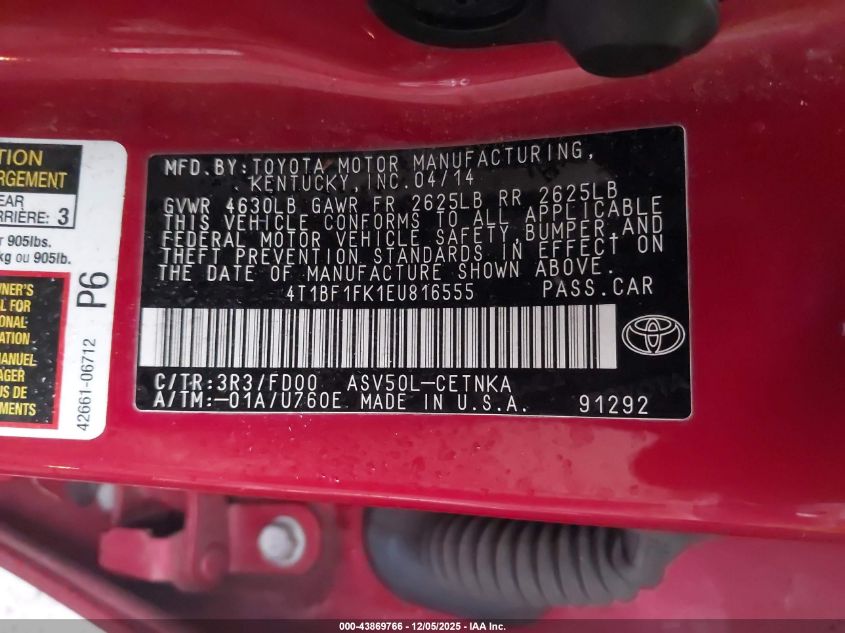 TION
RGEMENT
EAR
RRIÈRE: 3
r 905lbs.
kg ou 905lb.
WNER'S
L FOR
ONAL
ATION
MANUEL
AGER
US DE
MENTS
42661-06712 P6
MFD.BY:TOYOTA MOTOR MANUFACTURING,
KENTUCKY, INC.04/14
GVWR 4630LB GAWR FR 2625LB RR 2625LB
THIS VEHICLE CONFORMS TO ALL APPLICABLE
FEDERAL MOTOR VEHICLE SAFETY, BUMPER, AND
THEFT PREVENTION STANDARDS IN EFFECT ON
THE DATE OF MANUFACTURE SHOWN ABOVE.
4T1BF1FK1EU816555 PASS.CAR
C/TR:3R3/FD00 ASV50L-CETNKA
A/TM:-01A/U760E MADE IN U.S.A. 91292
000-43869766 - 12/05/2025 - IAA Inc.